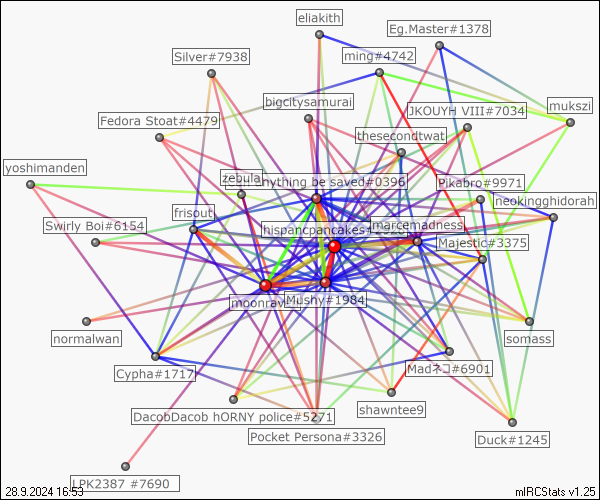 eliakith
Eg.Master#1378
Silver#7938
ming#4742
bigcitysamurai
JKOUYH VIII#7034
mukszi
Fedora Stoat#4479
thesecondtwat
yoshimanden
zebula
nything be saved#0396
Pikabro#9971
neokingghidorah
frisout
Swirly Boi#6154
hispancpancakes
marcemadness
Majestic#3375
moonrav
Mushy#1984
normalwan
somass
Cypha#1717
Madネコ#6901
DacobDacob hORNY police#5271
shawntee9
Pocket Persona#3326
Duck#1245
LPK2387 #7690
28.9.2024 16:53
mIRCStats v1.25